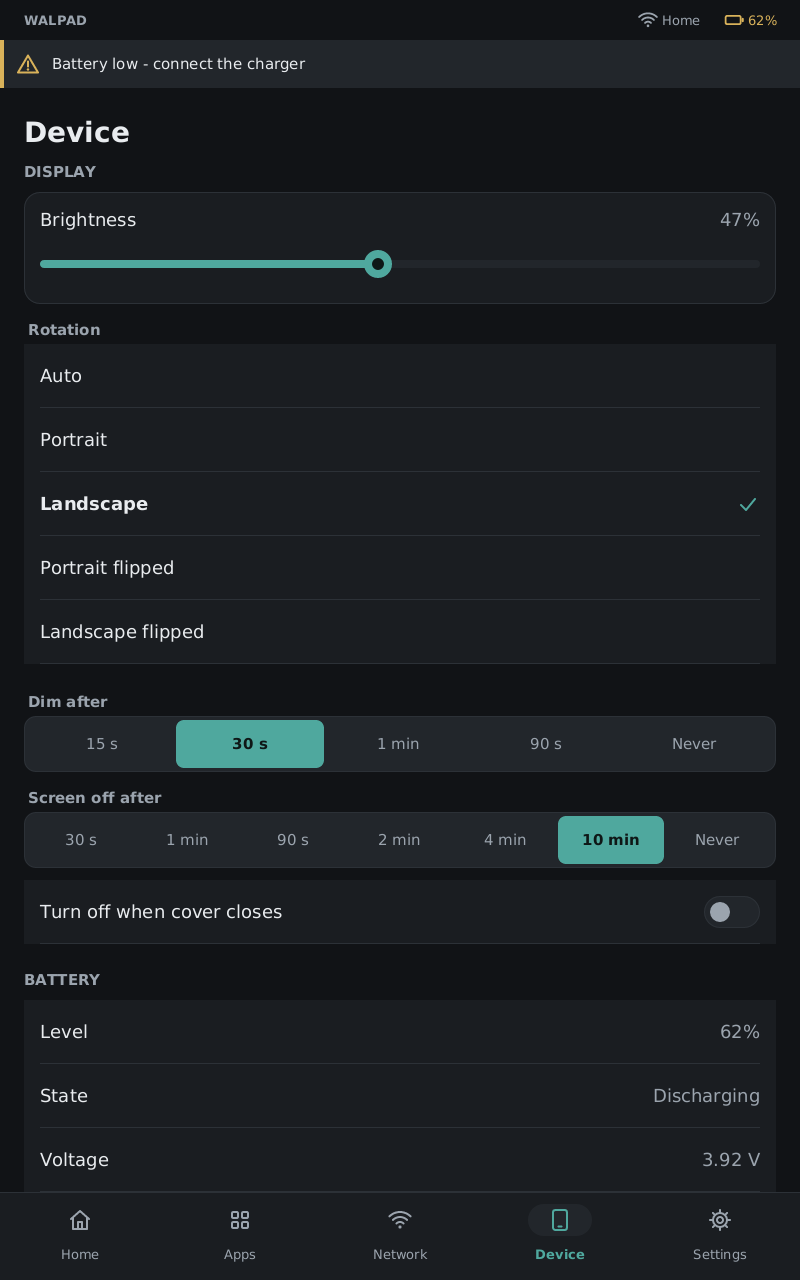 WALPAD Home 62%
Battery low - connect the charger
Device
DISPLAY
Brightness 47%
Rotation
Auto
Portrait
Landscape
Portrait flipped
Landscape flipped
Dim after
15 s 30 s 1 min 90 s Never
Screen off after
30 s 1 min 90 s 2 min 4 min 10 min Never
Turn off when cover closes
BATTERY
Level 62%
State Discharging
Voltage 3.92 V
Home Apps Network Device Settings